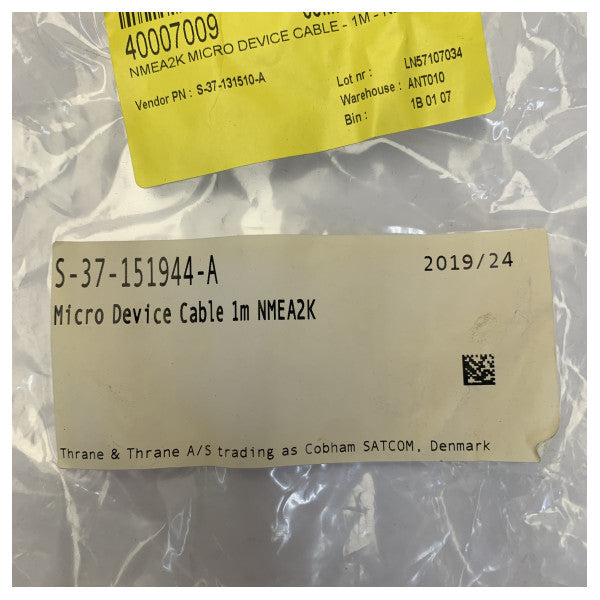 40007009
NMEA2K MICRO DEVICE CABLE - 1M -
Vendor PN : S-37-131510-A
Lot nr : LN57107034
Warehouse : ANT010
Bin : 1B 01 07
S-37-151944-A 2019/24
Micro Device Cable 1m NMEA2K
Thrane & Thrane A/S trading as Cobham SATCOM, Denmark